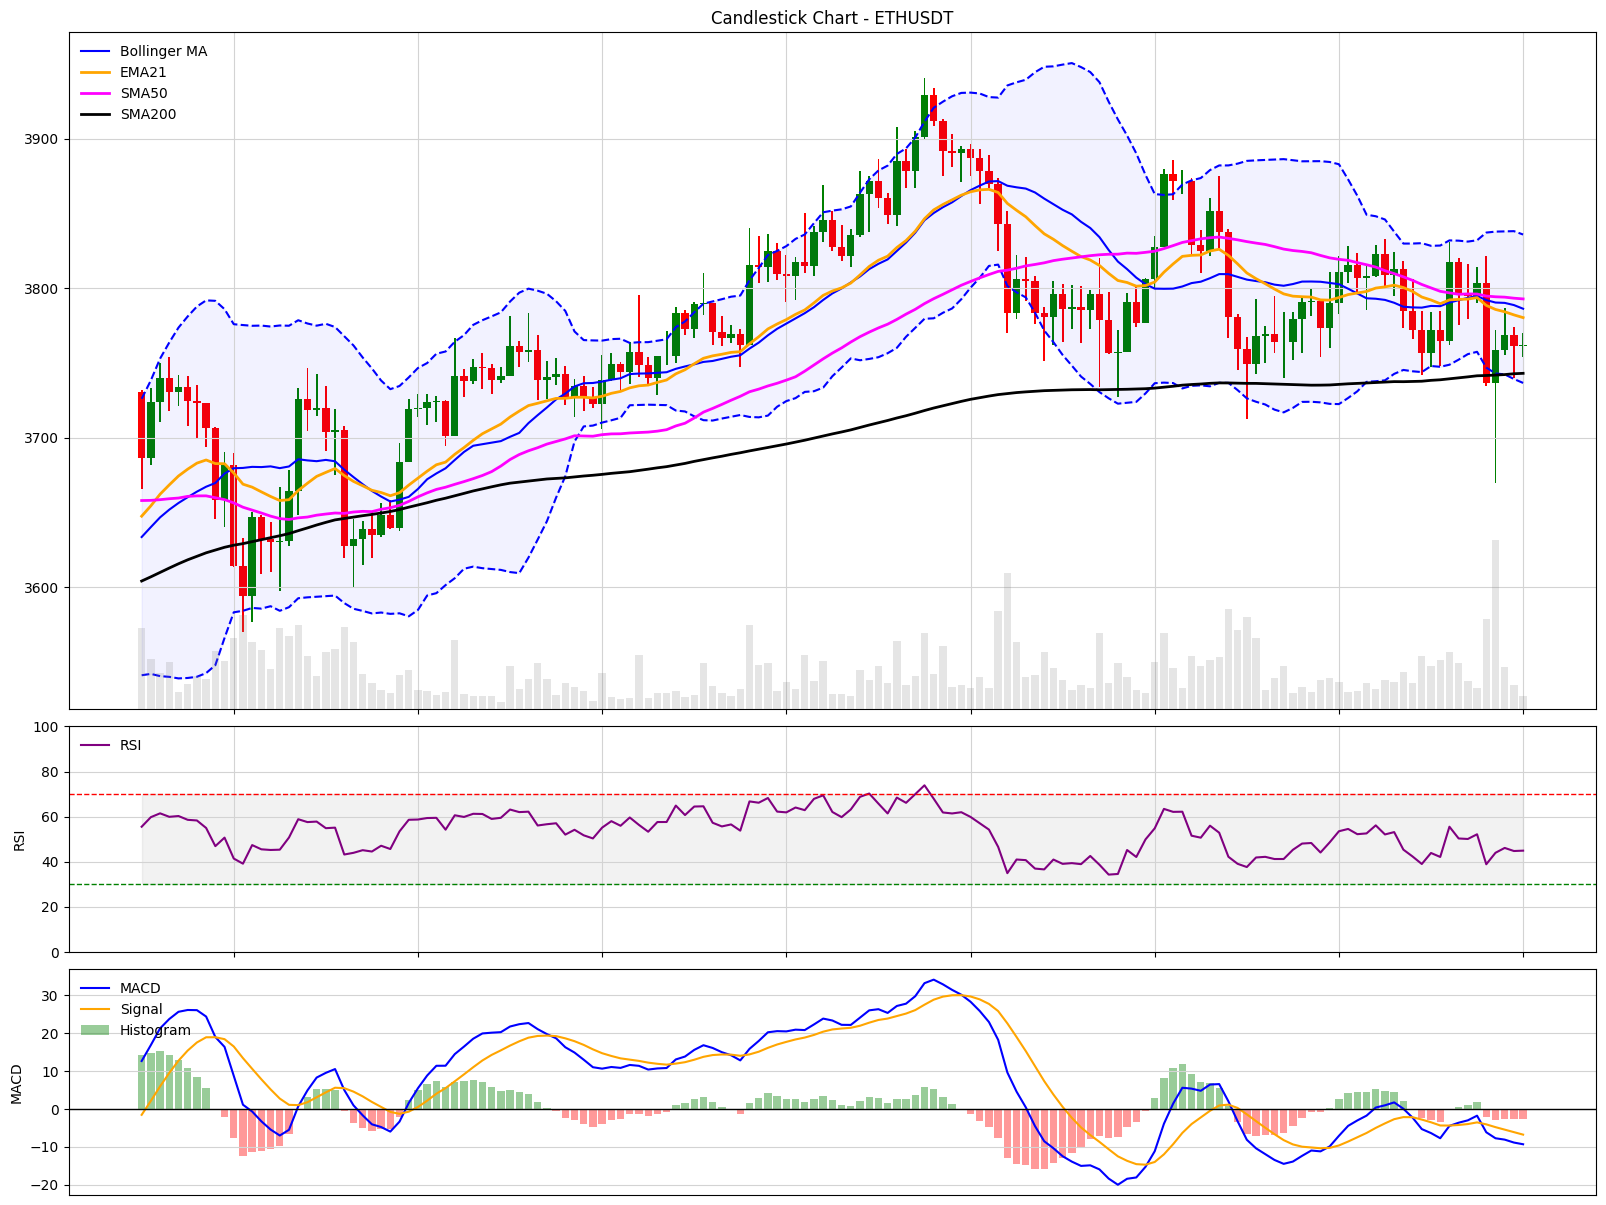 Candlestick Chart - ETHUSDT
Bollinger MA
EMA21
SMA50
SMA200
3900
3800
3700
3600
RSI
100
80
60
40
20
0
RSI
MACD
Signal
Histogram
30
20
10
0
−10
−20
MACD